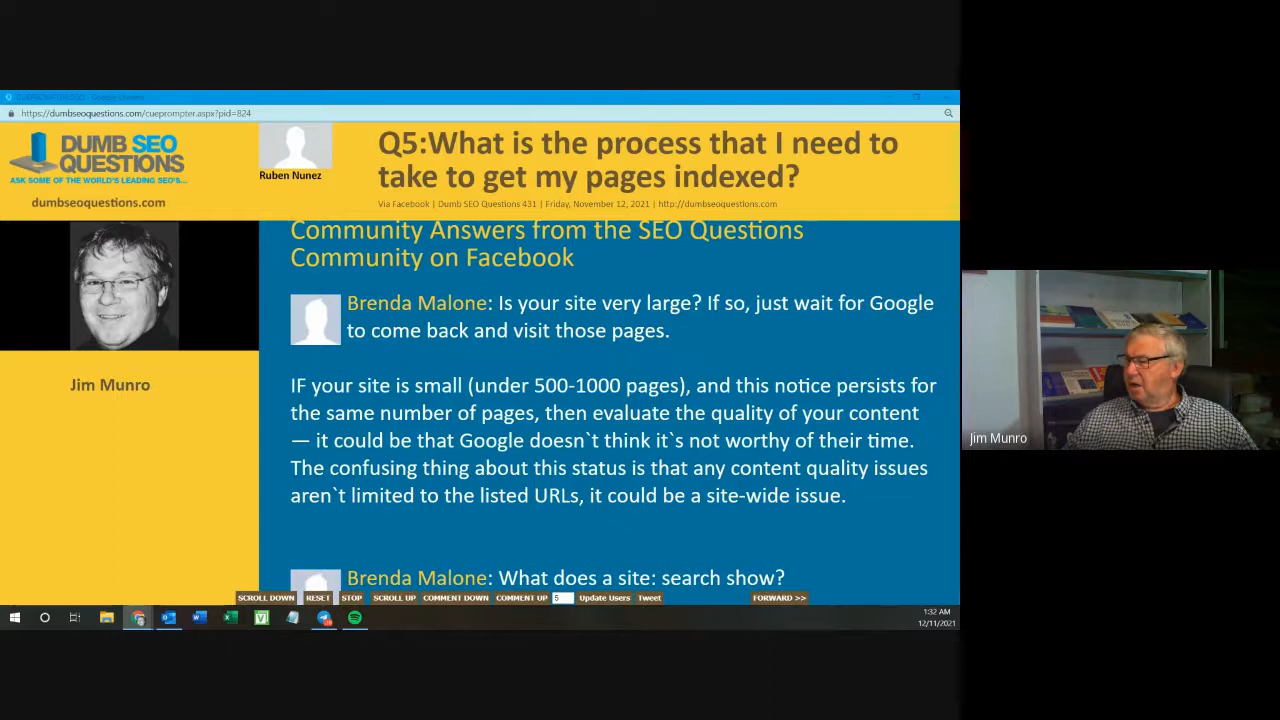 https://dumbseoquestions.com/cueprompter.aspx?pid=824
DUMB SEO
QUESTIONS
ASK SOME OF THE WORLD'S LEADING SEO'S...
dumbseoquestions.com
Ruben Nunez
Q5:What is the process that I need to
take to get my pages indexed?
Via Facebook | Dumb SEO Questions 431 | Friday, November 12, 2021 | http://dumbseoquestions.com
Jim Munro
Community Answers from the SEO Questions
Community on Facebook
Brenda Malone: Is your site very large? If so, just wait for Google
to come back and visit those pages.
IF your site is small (under 500-1000 pages), and this notice persists for
the same number of pages, then evaluate the quality of your content
— it could be that Google doesn`t think it`s not worthy of their time.
The confusing thing about this status is that any content quality issues
aren`t limited to the listed URLs, it could be a site-wide issue.
Brenda Malone: What does a site: search show?
SCROLL DOWN RESET STOP SCROLL UP COMMENT DOWN COMMENT UP 5 Update Users Tweet FORWARD >>
1:32 AM
12/11/2021
Jim Munro